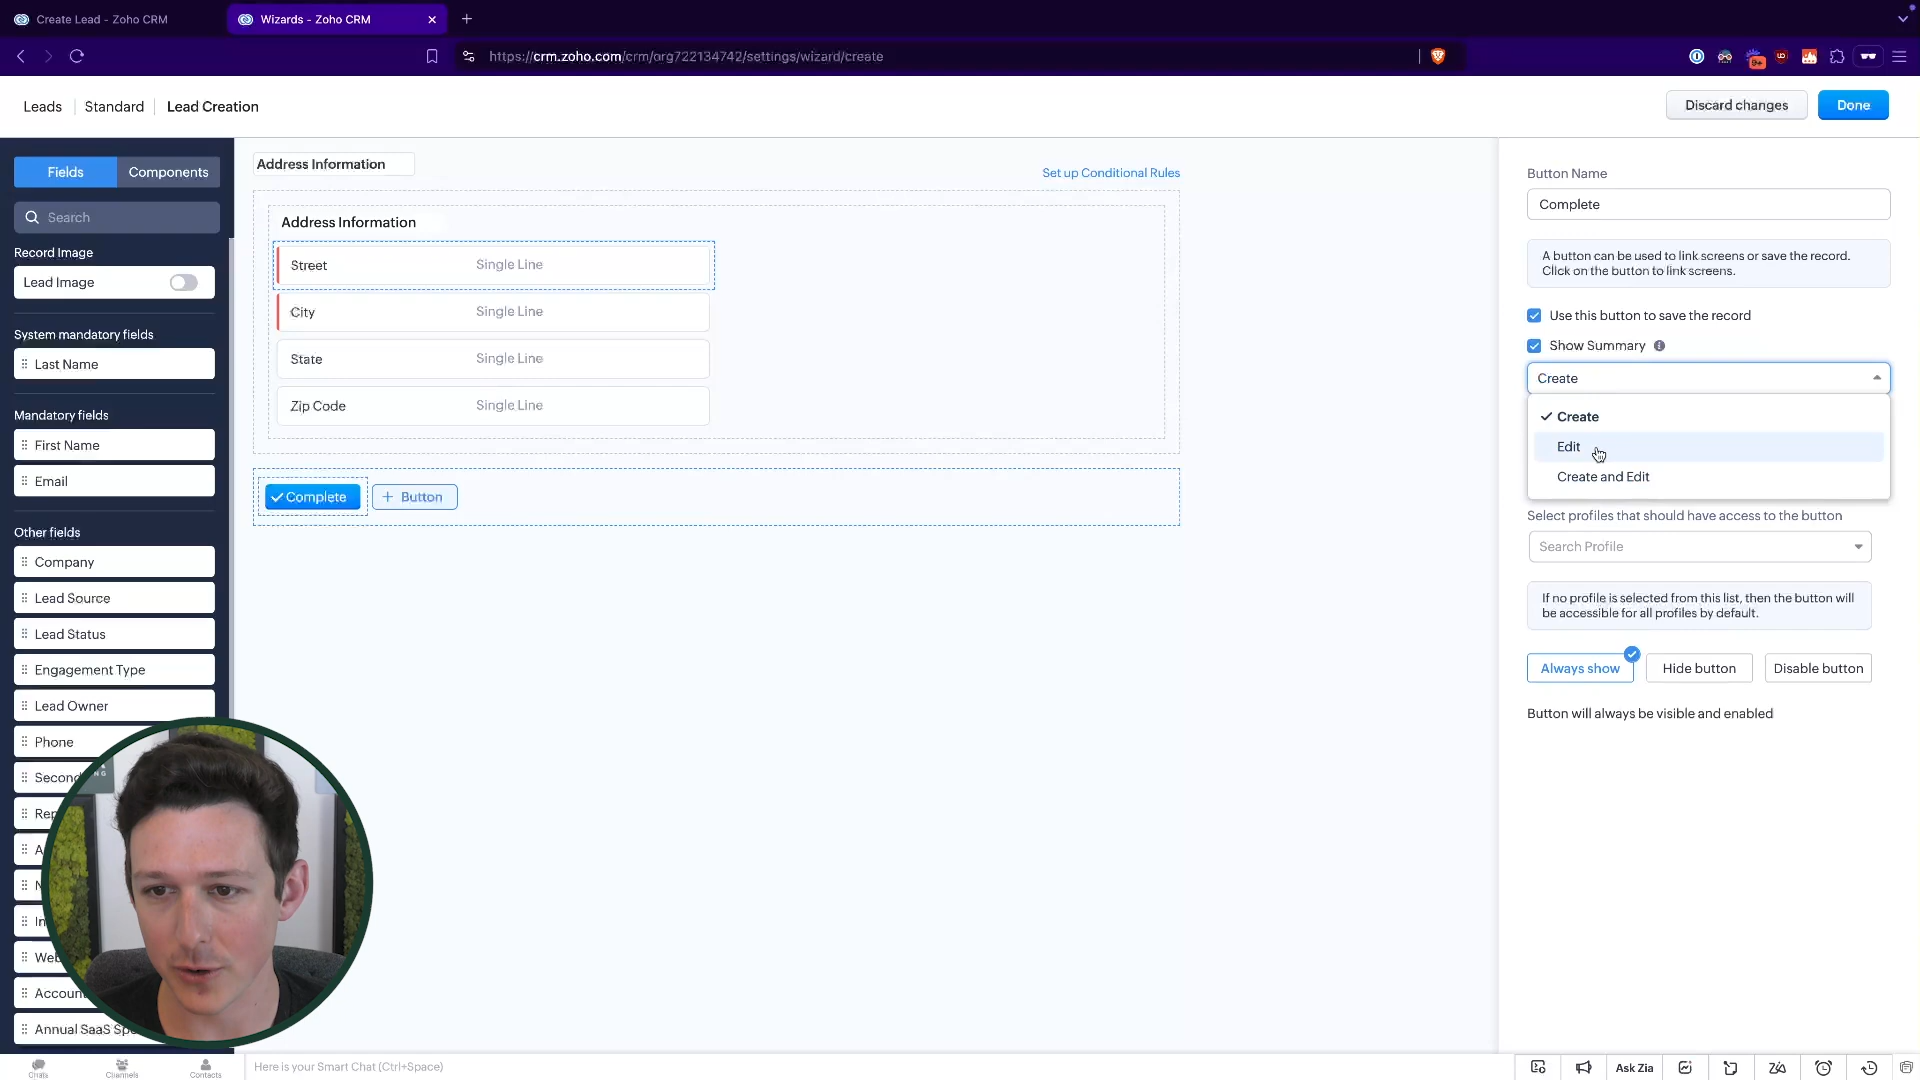 Create Lead - Zoho CRM
Wizards - Zoho CRM
https://crm.zoho.com/crm/org722134742/settings/wizard/create
9+
Leads
Standard
Lead Creation
Discard changes
Done
Fields
Components
Search
Record Image
Lead Image
System mandatory fields
Last Name
Mandatory fields
First Name
Email
Other fields
Company
Lead Source
Lead Status
Engagement Type
Lead Owner
Phone
Second
Rep
A
N
In
Web
Accoun
Annual SaaS Spe
Address Information
Set up Conditional Rules
Address Information
Street Single Line
City Single Line
State Single Line
Zip Code Single Line
Complete
+ Button
Button Name
Complete
A button can be used to link screens or save the record.
Click on the button to link screens.
Use this button to save the record
Show Summary
Create
Create
Edit
Create and Edit
Select profiles that should have access to the button
Search Profile
If no profile is selected from this list, then the button will
be accessible for all profiles by default.
Always show
Hide button
Disable button
Button will always be visible and enabled
Chats
Channels
Contacts
Here is your Smart Chat (Ctrl+Space)
Ask Zia